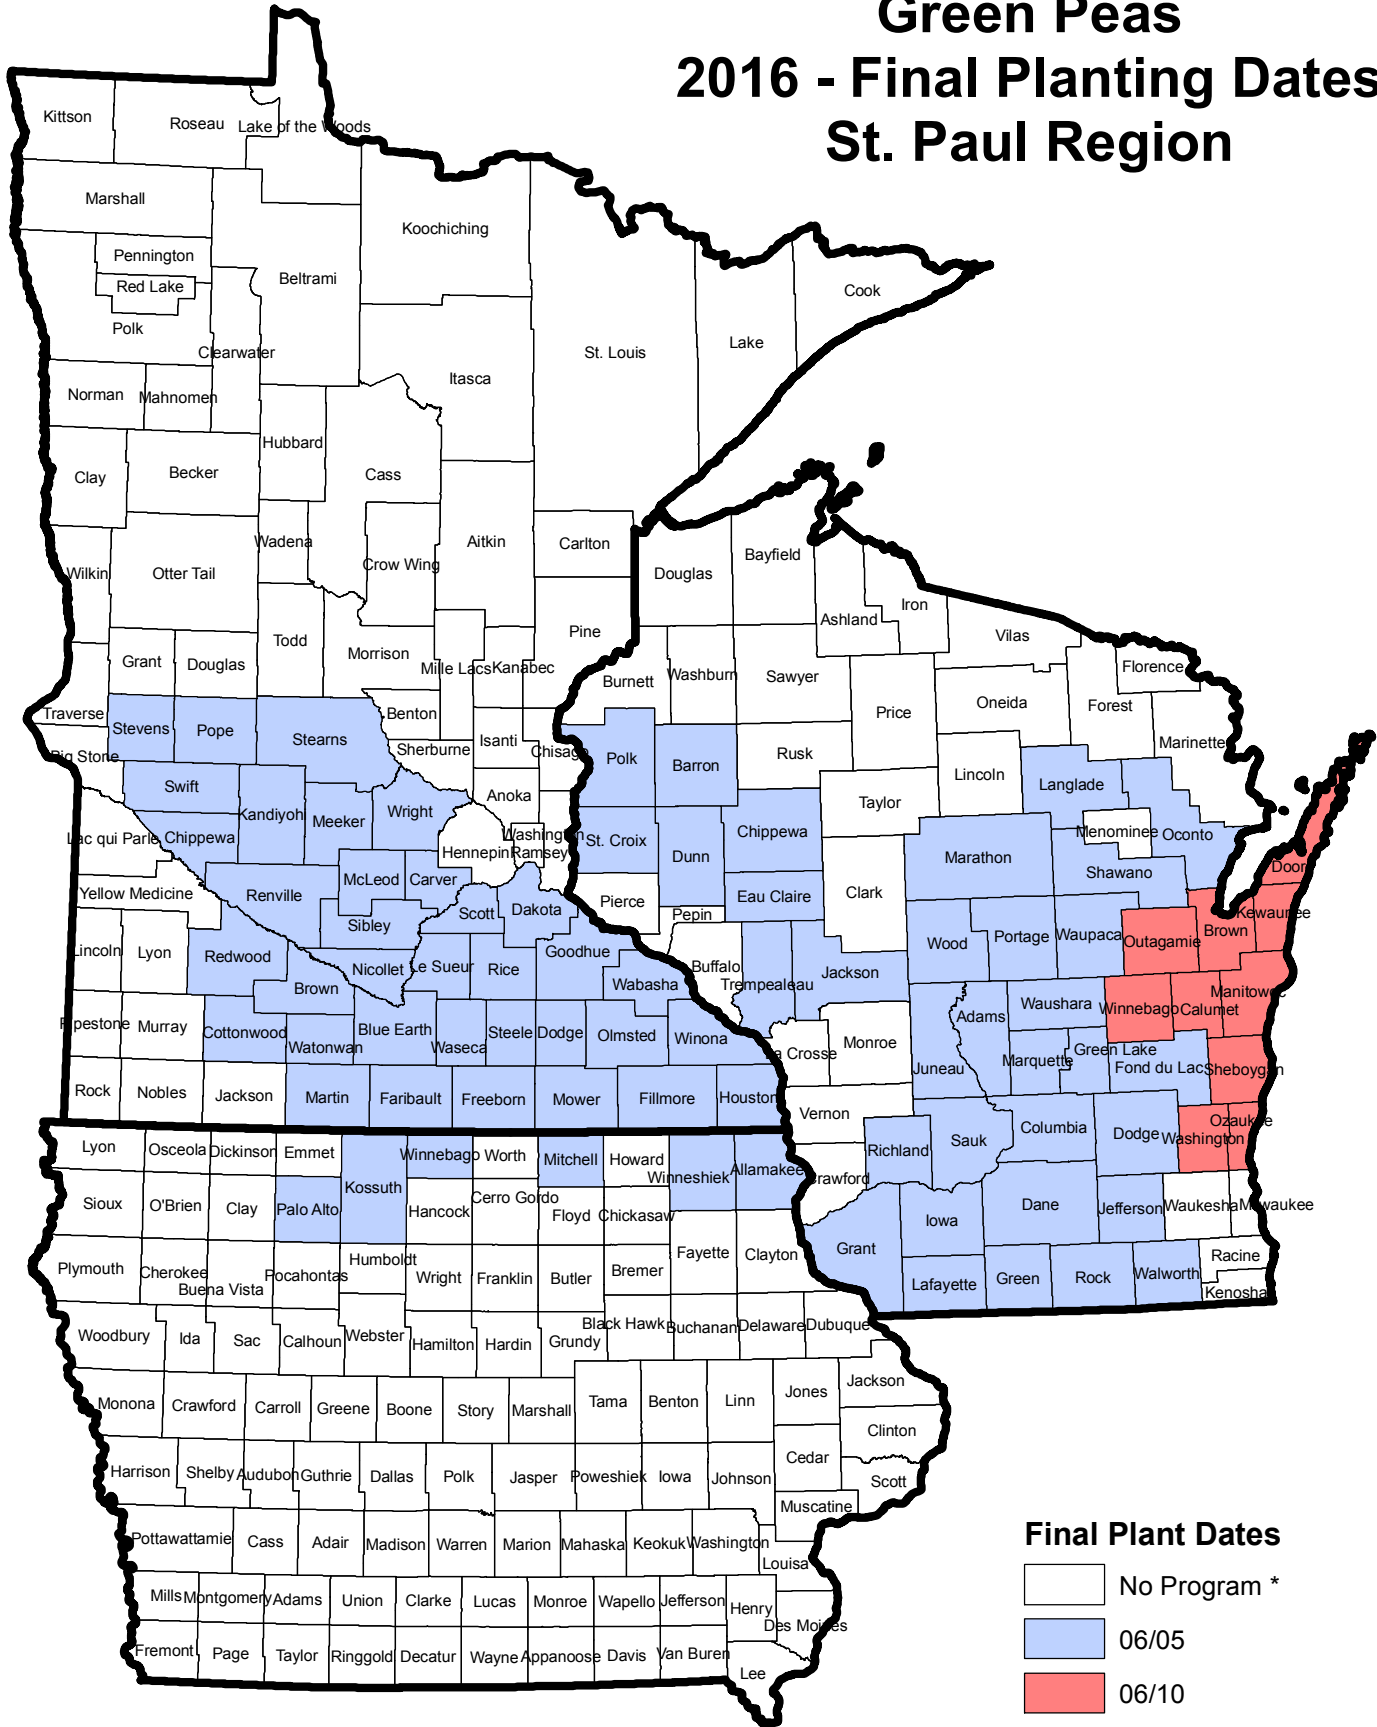 Green Peas
2016 - Final Planting Dates
St. Paul Region
Kittson
Roseau
Lake of the Woods
Marshall
Koochiching
Pennington
Beltrami
Red Lake
Cook
Polk
Lake
St. Louis
Clearwater
Itasca
Norman
Mahnomen
Hubbard
Becker
Cass
Clay
Wadena
Aitkin
Carlton
Bayfield
Crow Wing
Wilkin
Otter Tail
Douglas
Iron
Ashland
Pine
Vilas
Todd
Morrison
Grant
Douglas
Mille Lacs
Kanabec
Florence
Washburn
Sawyer
Burnett
Oneida
Forest
Price
Traverse
Benton
Stevens
Pope
Stearns
Isanti
Marinette
Sherburne
Chisago
Big Stone
Polk
Barron
Rusk
Lincoln
Langlade
Swift
Anoka
Taylor
Kandiyohi
Wright
Meeker
Chippewa
Lac qui Parle
Chippewa
Washington
Menominee
Oconto
St. Croix
Hennepin
Ramsey
Dunn
Marathon
Door
Shawano
McLeod
Carver
Yellow Medicine
Renville
Clark
Eau Claire
Pierce
Scott
Dakota
Pepin
Kewaunee
Sibley
Brown
Portage
Waupaca
Outagamie
Wood
Lincoln
Lyon
Redwood
Goodhue
Nicollet
Le Sueur
Rice
Buffalo
Jackson
Trempealeau
Wabasha
Brown
Manitowoc
Waushara
Winnebago
Calumet
Adams
Pipestone
Murray
Cottonwood
Blue Earth
Steele
Dodge
Olmsted
Winona
Watonwan
Waseca
La Crosse
Monroe
Green Lake
Marquette
Juneau
Fond du Lac
Sheboygan
Rock
Nobles
Jackson
Martin
Faribault
Freeborn
Mower
Fillmore
Houston
Vernon
Ozaukee
Columbia
Dodge
Washington
Sauk
Richland
Lyon
Osceola
Dickinson
Emmet
Winnebago
Worth
Mitchell
Howard
Winneshiek
Allamakee
Crawford
Kossuth
Sioux
O'Brien
Clay
Palo Alto
Hancock
Cerro Gordo
Floyd
Chickasaw
Iowa
Dane
Jefferson
Waukesha
Milwaukee
Grant
Fayette
Clayton
Racine
Plymouth
Cherokee
Buena Vista
Pocahontas
Humboldt
Wright
Franklin
Butler
Bremer
Lafayette
Green
Rock
Walworth
Kenosha
Black Hawk
Buchanan
Delaware
Dubuque
Woodbury
Ida
Sac
Calhoun
Webster
Hamilton
Hardin
Grundy
Jackson
Jones
Monona
Crawford
Carroll
Greene
Boone
Story
Marshall
Tama
Benton
Linn
Clinton
Cedar
Harrison
Shelby
Audubon
Guthrie
Dallas
Polk
Jasper
Poweshiek
Iowa
Johnson
Scott
Muscatine
Pottawattamie
Cass
Adair
Madison
Warren
Marion
Mahaska
Keokuk
Washington
Louisa
Mills
Montgomery
Adams
Union
Clarke
Lucas
Monroe
Wapello
Jefferson
Henry
Des Moines
Fremont
Page
Taylor
Ringgold
Decatur
Wayne
Appanoose
Davis
Van Buren
Lee
Final Plant Dates
No Program *
06/05
06/10